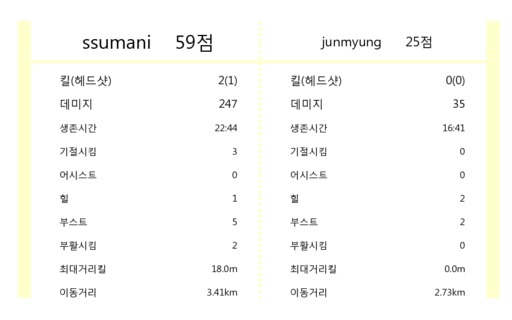 ssumani 59점 junmyung 25점
킬(헤드샷) 2(1) 킬(헤드샷) 0(0)
데미지 247 데미지 35
생존시간 22:44 생존시간 16:41
기절시킴 3 기절시킴 0
어시스트 0 어시스트 0
힐 1 힐 2
부스트 5 부스트 2
부활시킴 2 부활시킴 0
최대거리킬 18.0m 최대거리킬 0.0m
이동거리 3.41km 이동거리 2.73km